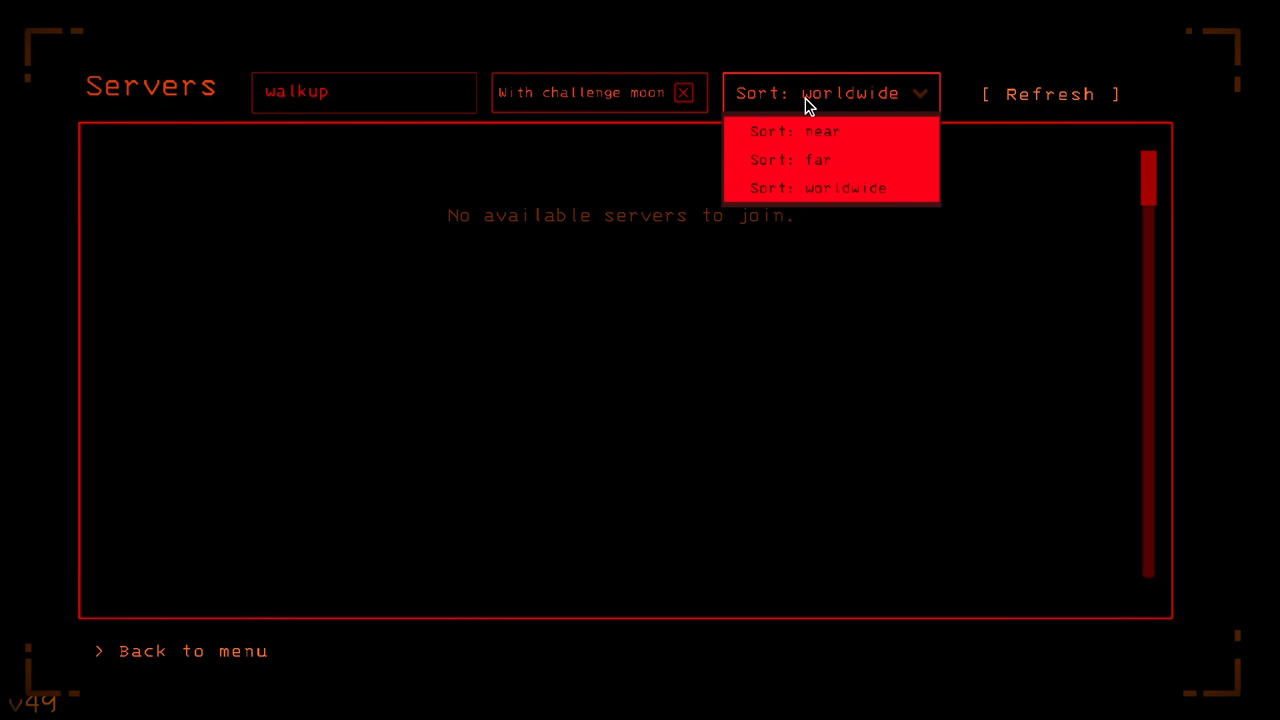 Servers
walkup
With challenge moon
Sort: worldwide
[ Refresh ]
Sort: near
Sort: far
Sort: worldwide
No available servers to join.
> Back to menu
v49